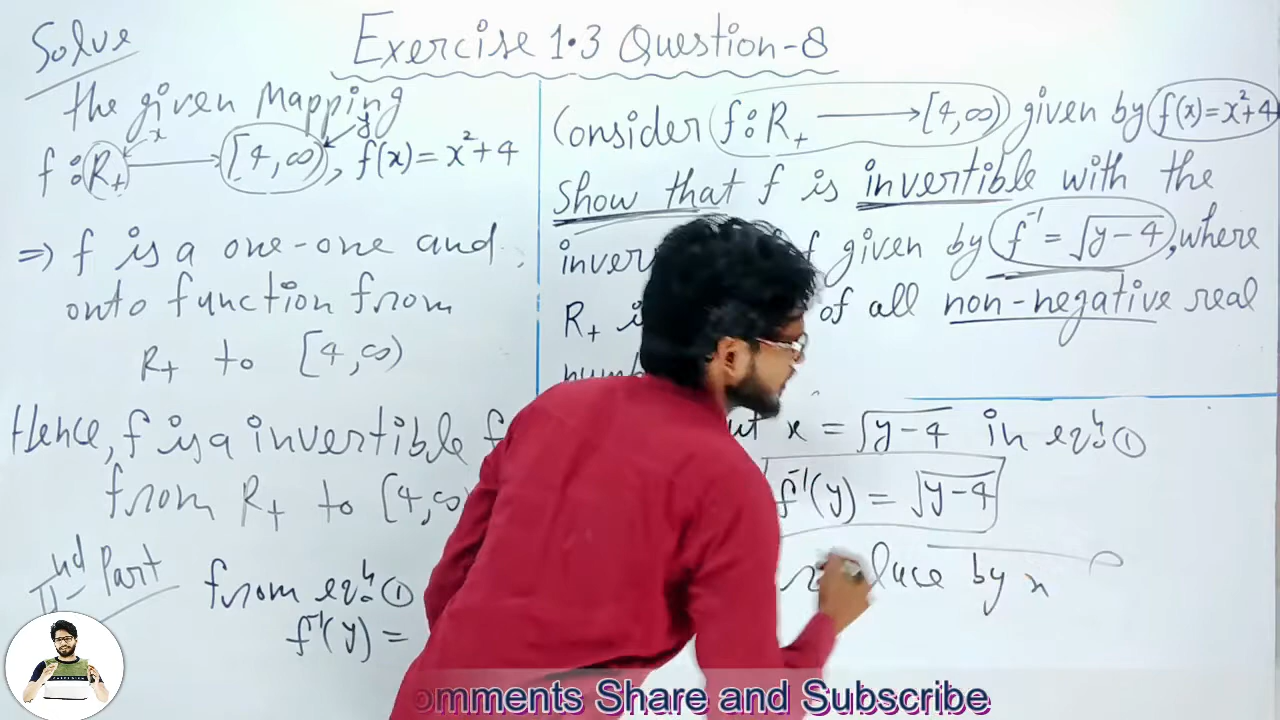 Exercise 1.3 Question-8
Solve
the given Mapping
x y
f : R₊ → [4,∞), f(x) = x²+4
⇒ f is a one-one and
onto function from
R₊ to [4,∞)
Hence, f is a invertible
from R₊ to [4,∞
IInd Part
from eqn. ①
f⁻¹(y) =
Consider f : R₊ → [4,∞) given by f(x)=x²+4
Show that f is invertible with the
f given by f⁻¹ = √y-4, where
R₊ of all non-negative real
x = √y-4 in eqn. ①
f⁻¹(y) = √y-4
by x
omments Share and Subscribe